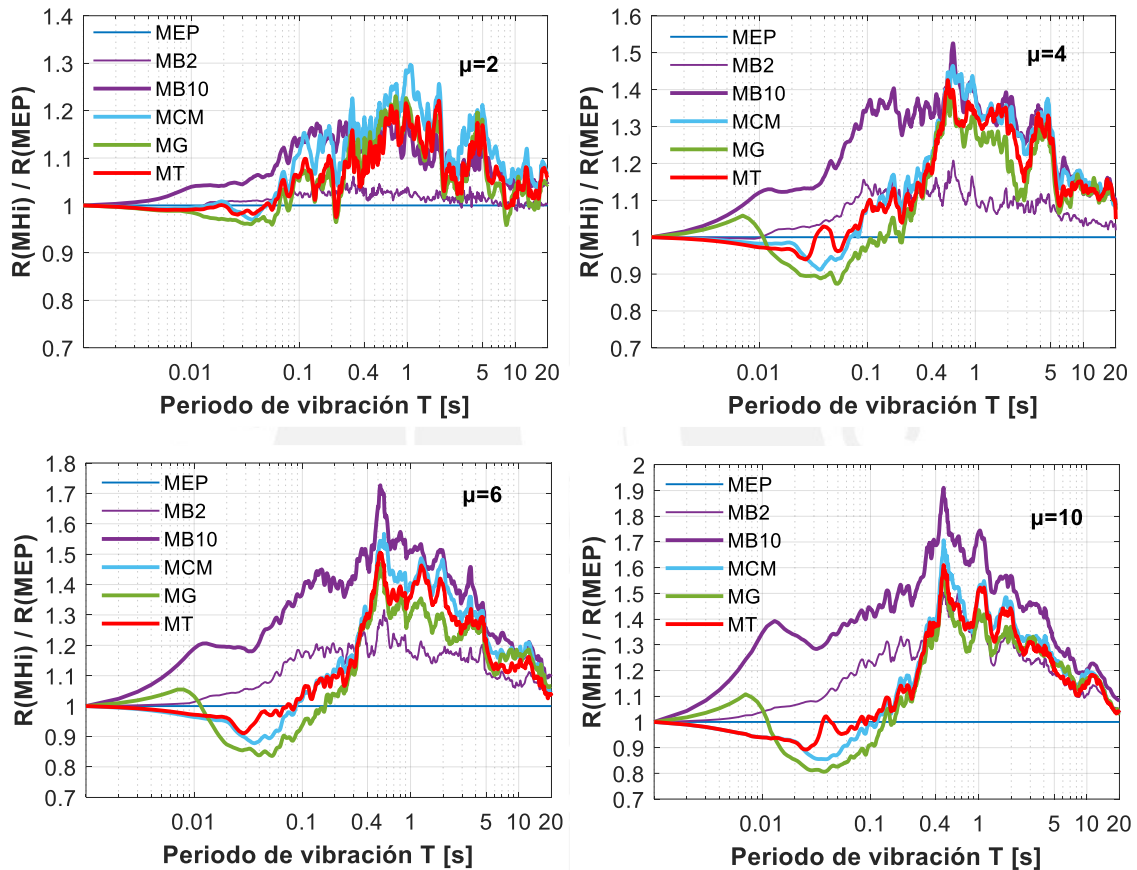 1.4
1.3
1.2
1.1
1
0.9
0.8
0.7
R(MHi) / R(MEP)
MEP
MB2
MB10
MCM
MG
MT
μ=2
0.01 0.1 0.4 1 5 10 20
Periodo de vibración T [s]
1.6
1.5
1.4
1.3
1.2
1.1
1
0.9
0.8
0.7
R(MHi) / R(MEP)
MEP
MB2
MB10
MCM
MG
MT
μ=4
0.01 0.1 0.4 1 5 10 20
Periodo de vibración T [s]
1.8
1.7
1.6
1.5
1.4
1.3
1.2
1.1
1
0.9
0.8
0.7
R(MHi) / R(MEP)
MEP
MB2
MB10
MCM
MG
MT
μ=6
0.01 0.1 0.4 1 5 10 20
Periodo de vibración T [s]
2
1.9
1.8
1.7
1.6
1.5
1.4
1.3
1.2
1.1
1
0.9
0.8
0.7
R(MHi) / R(MEP)
MEP
MB2
MB10
MCM
MG
MT
μ=10
0.01 0.1 0.4 1 5 10 20
Periodo de vibración T [s]